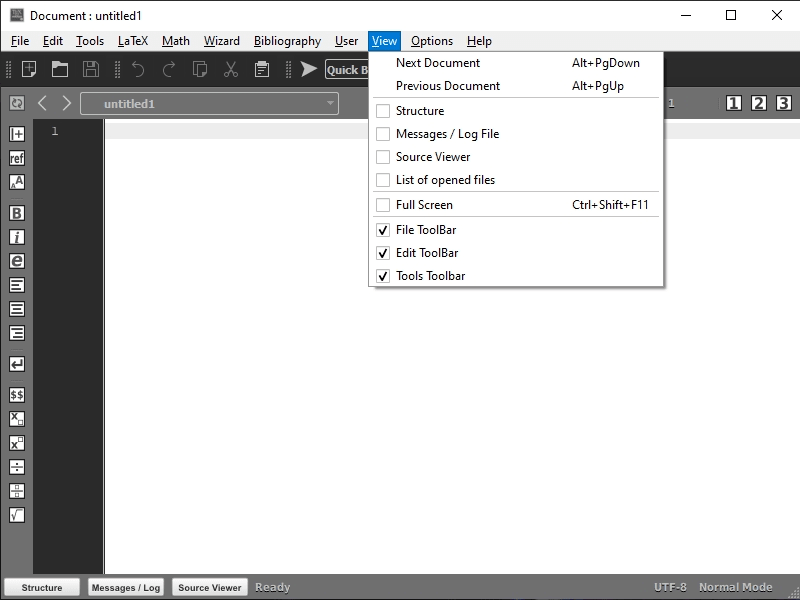 Document : untitled1
File Edit Tools LaTeX Math Wizard Bibliography User View Options Help
Quick B
Next Document Alt+PgDown
Previous Document Alt+PgUp
untitled1 1 1 2 3
Structure
Messages / Log File
Source Viewer
List of opened files
Full Screen Ctrl+Shift+F11
File ToolBar
Edit ToolBar
Tools Toolbar
1
ref
AA
B
i
e
$$
X
x
Structure Messages / Log Source Viewer Ready UTF-8 Normal Mode